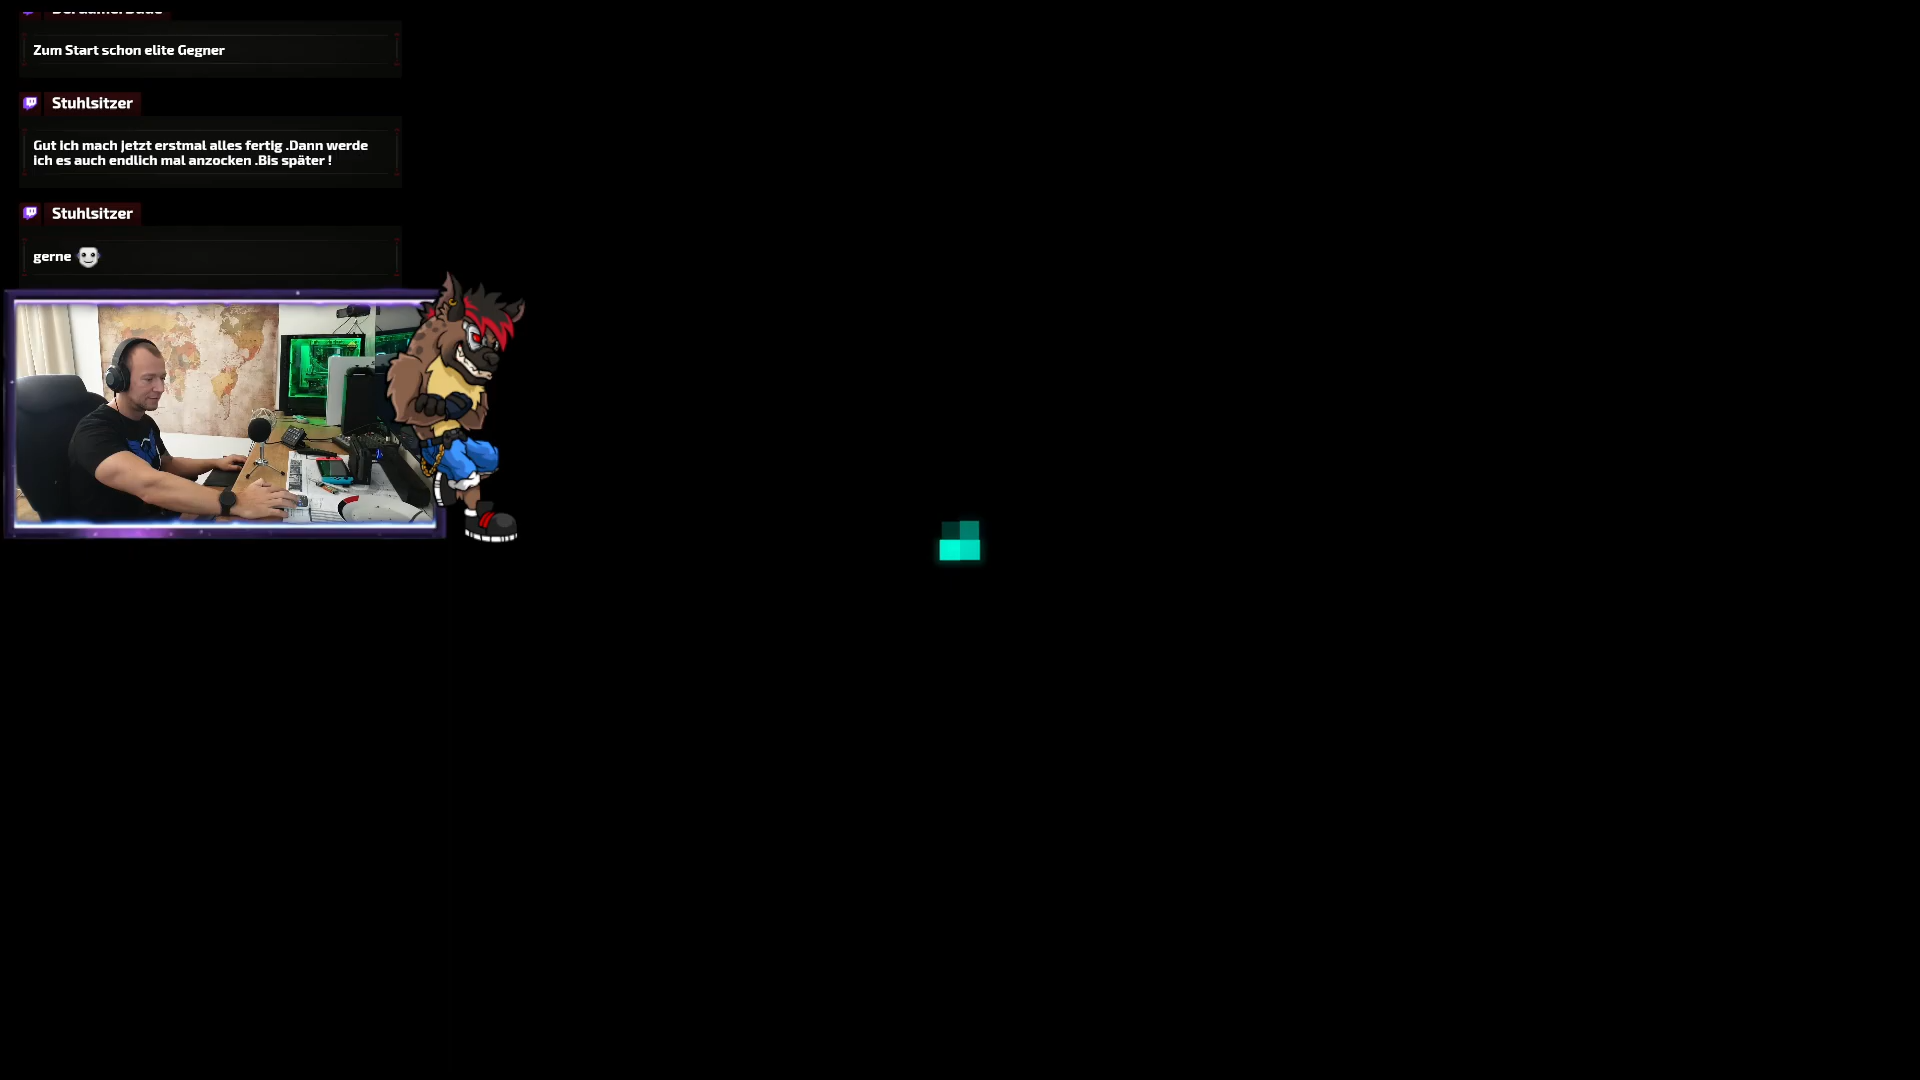 Zum Start schon elite Gegner
Stuhlsitzer
Gut ich mach jetzt erstmal alles fertig .Dann werde
ich es auch endlich mal anzocken .Bis später !
Stuhlsitzer
gerne